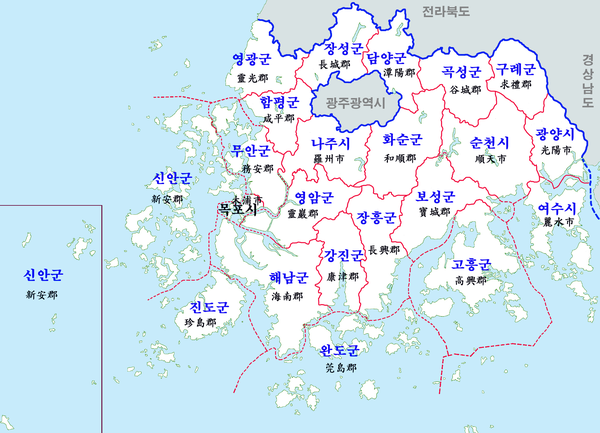 전라북도
경상남도
영광군
靈光郡
장성군
長城郡
담양군
潭陽郡
곡성군
谷城郡
구례군
求禮郡
함평군
咸平郡
광주광역시
나주시
羅州市
화순군
和順郡
순천시
順天市
광양시
光陽市
무안군
務安郡
신안군
新安郡
木浦市
목포시
영암군
靈巖郡
장흥군
長興郡
보성군
寶城郡
여수시
麗水市
신안군
新安郡
해남군
海南郡
강진군
康津郡
고흥군
高興郡
진도군
珍島郡
완도군
莞島郡